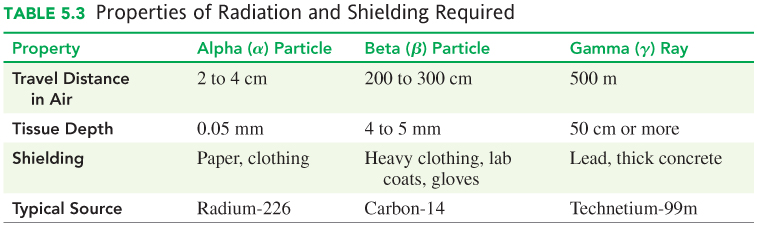 TABLE 5.3 Properties of Radiation and Shielding Required
Property Alpha (α) Particle Beta (β) Particle Gamma (γ) Ray
Travel Distance 2 to 4 cm 200 to 300 cm 500 m
in Air
Tissue Depth 0.05 mm 4 to 5 mm 50 cm or more
Shielding Paper, clothing Heavy clothing, lab Lead, thick concrete
coats, gloves
Typical Source Radium-226 Carbon-14 Technetium-99m